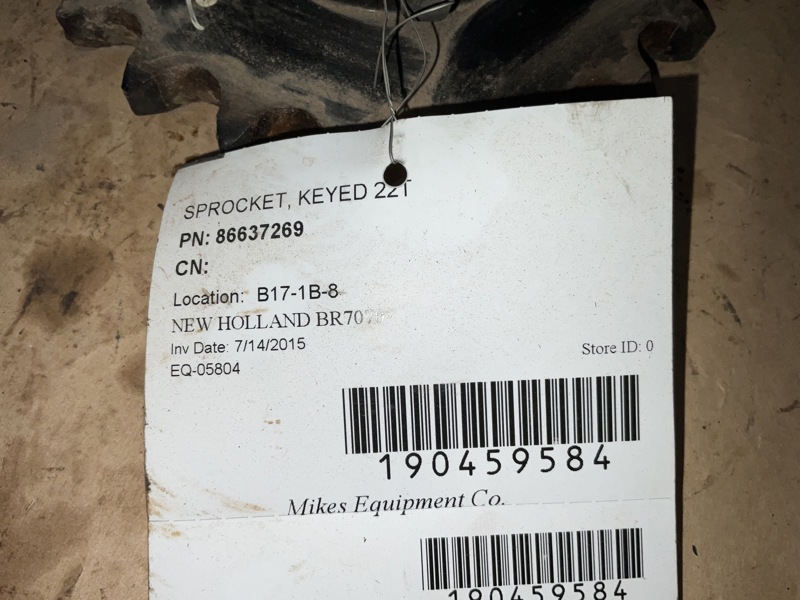 SPROCKET, KEYED 22T
PN: 86637269
CN:
Location: B17-1B-8
NEW HOLLAND
Inv Date: 7/14/2015
Store ID: 0
EQ-05804
190459584
Mikes Equipment Co.
190459584